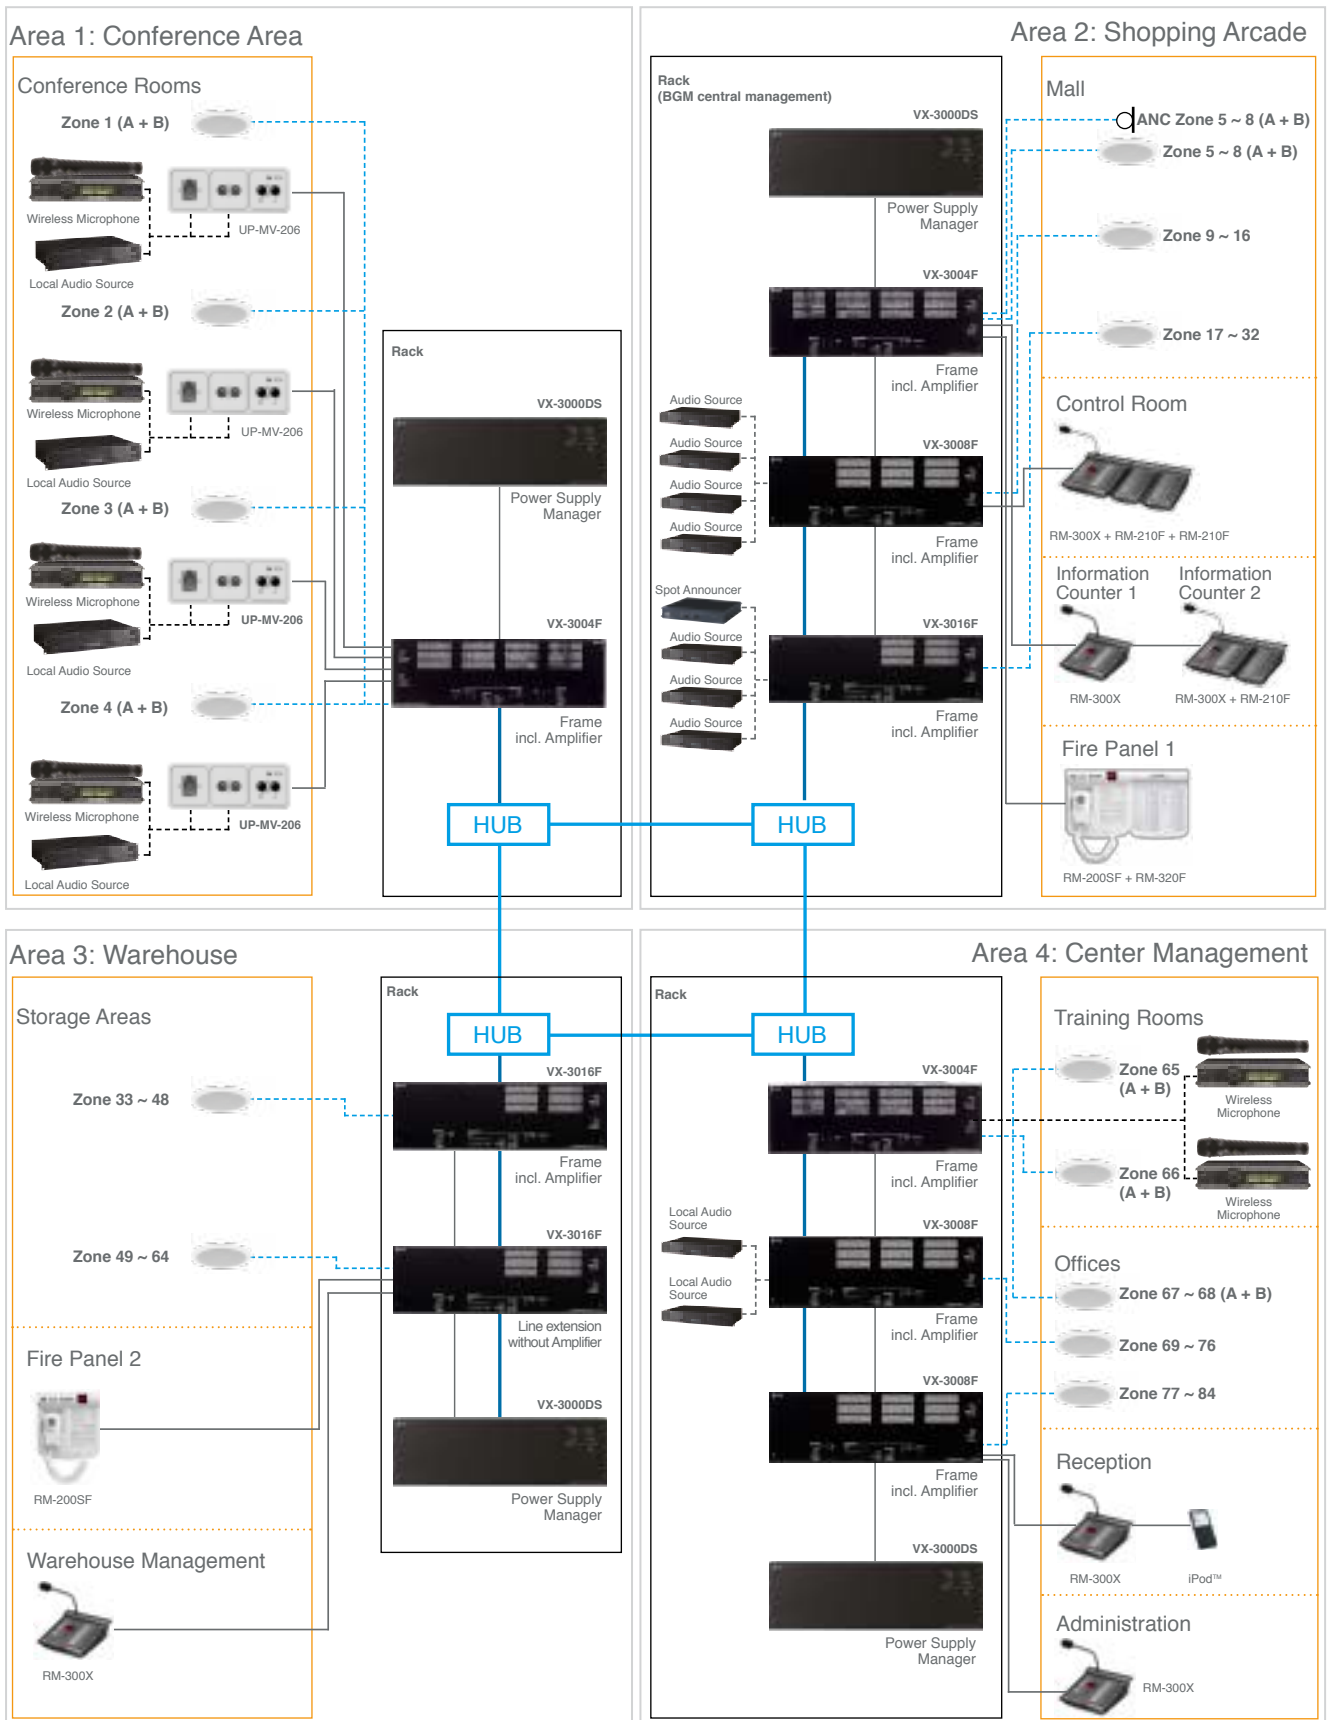 Area 1: Conference Area
Conference Rooms
Zone 1 (A + B)
Wireless Microphone
UP-MV-206
Local Audio Source
Zone 2 (A + B)
Wireless Microphone
UP-MV-206
Local Audio Source
Zone 3 (A + B)
Wireless Microphone
UP-MV-206
Local Audio Source
Zone 4 (A + B)
Wireless Microphone
UP-MV-206
Local Audio Source
Rack
VX-3000DS
Power Supply
Manager
VX-3004F
Frame
incl. Amplifier
HUB
Area 2: Shopping Arcade
Rack
(BGM central management)
VX-3000DS
Power Supply
Manager
VX-3004F
Frame
incl. Amplifier
Audio Source
Audio Source
Audio Source
Audio Source
VX-3008F
Frame
incl. Amplifier
Spot Announcer
Audio Source
Audio Source
Audio Source
VX-3016F
Frame
incl. Amplifier
HUB
Mall
ANC Zone 5 ~ 8 (A + B)
Zone 5 ~ 8 (A + B)
Zone 9 ~ 16
Zone 17 ~ 32
Control Room
RM-300X + RM-210F + RM-210F
Information
Counter 1
Information
Counter 2
RM-300X
RM-300X + RM-210F
Fire Panel 1
RM-200SF + RM-320F
Area 3: Warehouse
Storage Areas
Zone 33 ~ 48
Zone 49 ~ 64
Fire Panel 2
RM-200SF
Warehouse Management
RM-300X
Rack
HUB
VX-3016F
Frame
incl. Amplifier
VX-3016F
Line extension
without Amplifier
VX-3000DS
Power Supply
Manager
Area 4: Center Management
Rack
HUB
VX-3004F
Frame
incl. Amplifier
Local Audio
Source
Local Audio
Source
VX-3008F
Frame
incl. Amplifier
VX-3008F
Frame
incl. Amplifier
VX-3000DS
Power Supply
Manager
Training Rooms
Zone 65
(A + B)
Wireless
Microphone
Zone 66
(A + B)
Wireless
Microphone
Offices
Zone 67 ~ 68 (A + B)
Zone 69 ~ 76
Zone 77 ~ 84
Reception
RM-300X
iPod™
Administration
RM-300X